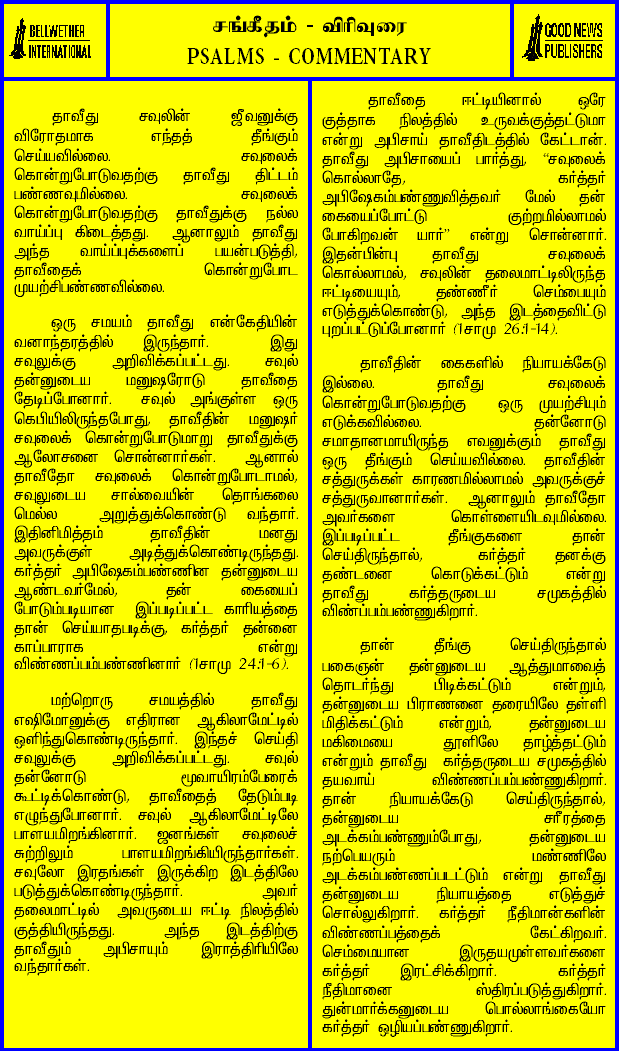 BELLWETHER
INTERNATIONAL
சங்கீதம் - விரிவுரை
PSALMS - COMMENTARY
GOOD NEWS
PUBLISHERS
தாவீது சவுலின் ஜீவனுக்கு
விரோதமாக எந்தத் தீங்கும்
செய்யவில்லை. சவுலைக்
கொன்றுபோடுவதற்கு தாவீது திட்டம்
பண்ணவுமில்லை. சவுலைக்
கொன்றுபோடுவதற்கு தாவீதுக்கு நல்ல
வாய்ப்பு கிடைத்தது. ஆனாலும் தாவீது
அந்த வாய்ப்புக்களைப் பயன்படுத்தி,
தாவீதைக் கொன்றுபோட
முயற்சிபண்ணவில்லை.
ஒரு சமயம் தாவீது என்கேதியின்
வனாந்தரத்தில் இருந்தார். இது
சவுலுக்கு அறிவிக்கப்பட்டது. சவுல்
தன்னுடைய மனுஷரோடு தாவீதை
தேடிப்போனார். சவுல் அங்குள்ள ஒரு
கெபியிலிருந்தபோது, தாவீதின் மனுஷர்
சவுலைக் கொன்றுபோடுமாறு தாவீதுக்கு
ஆலோசனை சொன்னார்கள். ஆனால்
தாவீதோ சவுலைக் கொன்றுபோடாமல்,
சவுலுடைய சால்வையின் தொங்கலை
மெல்ல அறுத்துக்கொண்டு வந்தார்.
இதினிமித்தம் தாவீதின் மனது
அவருக்குள் அடித்துக்கொண்டிருந்தது.
கர்த்தர் அபிஷேகம்பண்ணின தன்னுடைய
ஆண்டவர்மேல், தன் கையைப்
போடும்படியான இப்படிப்பட்ட காரியத்தை
தான் செய்யாதபடிக்கு, கர்த்தர் தன்னை
காப்பாராக என்று
விண்ணப்பம்பண்ணினார் (1சாமு 24:1-6).
மற்றொரு சமயத்தில் தாவீது
எஷிமோனுக்கு எதிரான ஆகிலாமேட்டில்
ஒளிந்துகொண்டிருந்தார். இந்தச் செய்தி
சவுலுக்கு அறிவிக்கப்பட்டது. சவுல்
தன்னோடு மூவாயிரம்பேரைக்
கூட்டிக்கொண்டு, தாவீதைத் தேடும்படி
எழுந்துபோனார். சவுல் ஆகிலாமேட்டிலே
பாளயமிறங்கினார். ஜனங்கள் சவுலைச்
சுற்றிலும் பாளயமிறங்கியிருந்தார்கள்.
சவுலோ இரதங்கள் இருக்கிற இடத்திலே
படுத்துக்கொண்டிருந்தார். அவர்
தலைமாட்டில் அவருடைய ஈட்டி நிலத்தில்
குத்தியிருந்தது. அந்த இடத்திற்கு
தாவீதும் அபிசாயும் இராத்திரியிலே
வந்தார்கள்.
தாவீதை ஈட்டியினால் ஒரே
குத்தாக நிலத்தில் உருவக்குத்தட்டுமா
என்று அபிசாய் தாவீதிடத்தில் கேட்டான்.
தாவீது அபிசாயைப் பார்த்து, “சவுலைக்
கொல்லாதே, கர்த்தர்
அபிஷேகம்பண்ணுவித்தவர் மேல் தன்
கையைப்போட்டு குற்றமில்லாமல்
போகிறவன் யார்” என்று சொன்னார்.
இதன்பின்பு தாவீது சவுலைக்
கொல்லாமல், சவுலின் தலைமாட்டிலிருந்த
ஈட்டியையும், தண்ணீர் செம்பையும்
எடுத்துக்கொண்டு, அந்த இடத்தைவிட்டு
புறப்பட்டுப்போனார் (1சாமு 26:1-14).
தாவீதின் கைகளில் நியாயக்கேடு
இல்லை. தாவீது சவுலைக்
கொன்றுபோடுவதற்கு ஒரு முயற்சியும்
எடுக்கவில்லை. தன்னோடு
சமாதானமாயிருந்த எவனுக்கும் தாவீது
ஒரு தீங்கும் செய்யவில்லை. தாவீதின்
சத்துருக்கள் காரணமில்லாமல் அவருக்குச்
சத்துருவானார்கள். ஆனாலும் தாவீதோ
அவர்களை கொள்ளையிடவுமில்லை.
இப்படிப்பட்ட தீங்குகளை தான்
செய்திருந்தால், கர்த்தர் தனக்கு
தண்டனை கொடுக்கட்டும் என்று
தாவீது கர்த்தருடைய சமுகத்தில்
விண்ப்பம்பண்ணுகிறார்.
தான் தீங்கு செய்திருந்தால்
பகைஞன் தன்னுடைய ஆத்துமாவைத்
தொடர்ந்து பிடிக்கட்டும் என்றும்,
தன்னுடைய பிராணனை தரையிலே தள்ளி
மிதிக்கட்டும் என்றும், தன்னுடைய
மகிமையை தூளிலே தாழ்த்தட்டும்
என்றும் தாவீது கர்த்தருடைய சமுகத்தில்
தயவாய் விண்ணப்பம்பண்ணுகிறார்.
தான் நியாயக்கேடு செய்திருந்தால்,
தன்னுடைய சரீரத்தை
அடக்கம்பண்ணும்போது, தன்னுடைய
நற்பெயரும் மண்ணிலே
அடக்கம்பண்ணப்படட்டும் என்று தாவீது
தன்னுடைய நியாயத்தை எடுத்துச்
சொல்லுகிறார். கர்த்தர் நீதிமான்களின்
விண்ணப்பத்தைக் கேட்கிறவர்.
செம்மையான இருதயமுள்ளவர்களை
கர்த்தர் இரட்சிக்கிறார். கர்த்தர்
நீதிமானை ஸ்திரப்படுத்துகிறார்.
துன்மார்க்கனுடைய பொல்லாங்கையோ
கர்த்தர் ஒழியப்பண்ணுகிறார்.